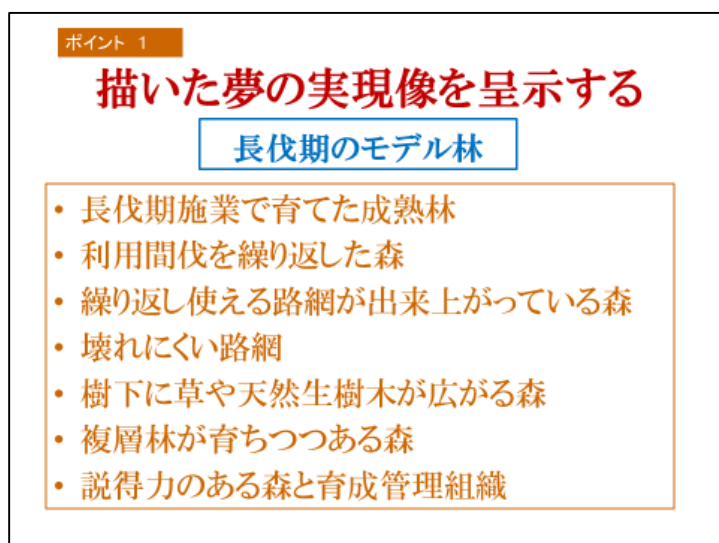 ポイント 1
描いた夢の実現像を呈示する
長伐期のモデル林
• 長伐期施業で育てた成熟林
• 利用間伐を繰り返した森
• 繰り返し使える路網が出来上がっている森
• 壊れにくい路網
• 樹下に草や天然生樹木が広がる森
• 複層林が育ちつつある森
• 説得力のある森と育成管理組織